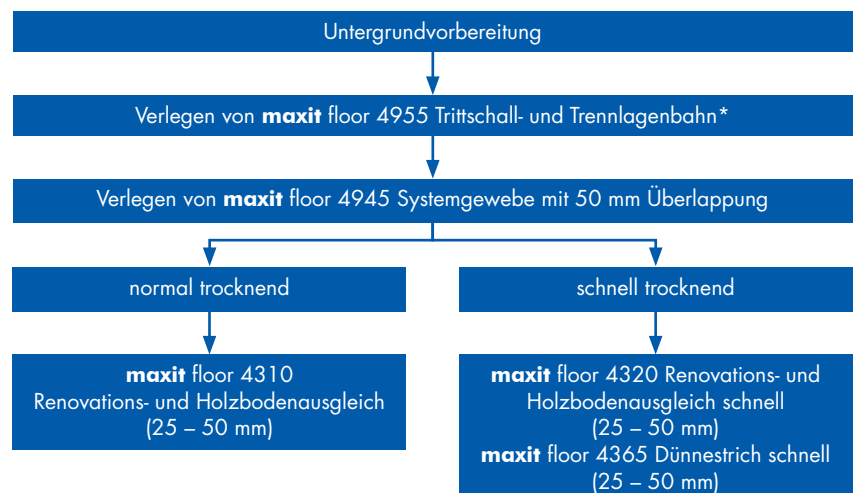 Untergrundvorbereitung
Verlegen von maxit floor 4955 Trittschall- und Trennlagenbahn*
Verlegen von maxit floor 4945 Systemgewebe mit 50 mm Überlappung
normal trocknend
schnell trocknend
maxit floor 4310
Renovations- und Holzbodenausgleich
(25 – 50 mm)
maxit floor 4320 Renovations- und
Holzbodenausgleich schnell
(25 – 50 mm)
maxit floor 4365 Dünnestrich schnell
(25 – 50 mm)